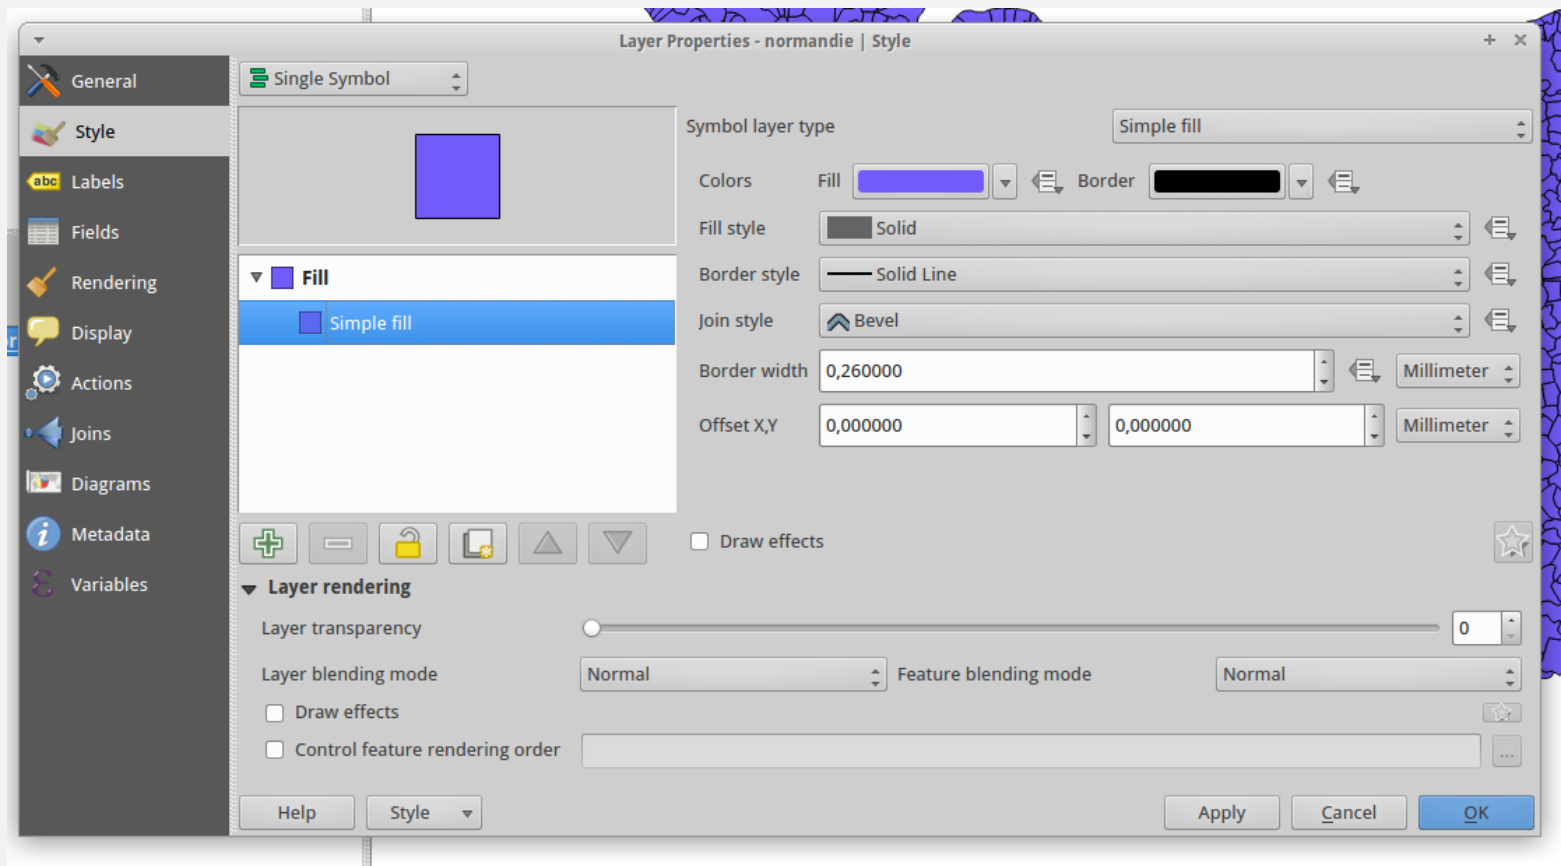 Layer Properties - normandie | Style
General
Style
abc Labels
Fields
Rendering
Display
Actions
Joins
Diagrams
Metadata
Variables
Single Symbol
Fill
Simple fill
Symbol layer type Simple fill
Colors Fill Border
Fill style Solid
Border style Solid Line
Join style Bevel
Border width 0,260000 Millimeter
Offset X,Y 0,000000 0,000000 Millimeter
Draw effects
Layer rendering
Layer transparency 0
Layer blending mode Normal Feature blending mode Normal
Draw effects
Control feature rendering order ...
Help Style Apply Cancel OK